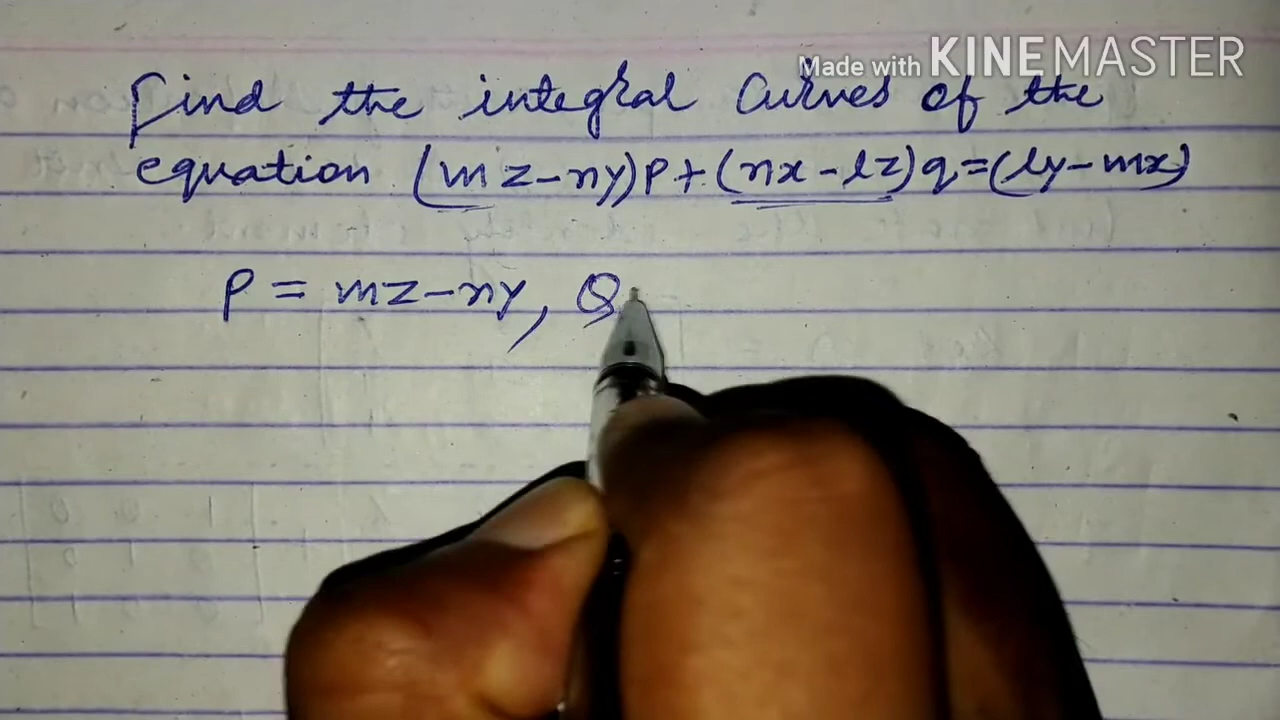 Made with KINEMASTER
Find the integral Curves of the
equation (mz-ny)p+(nx-lz)q=(ly-mx)
P = mz-ny, Q